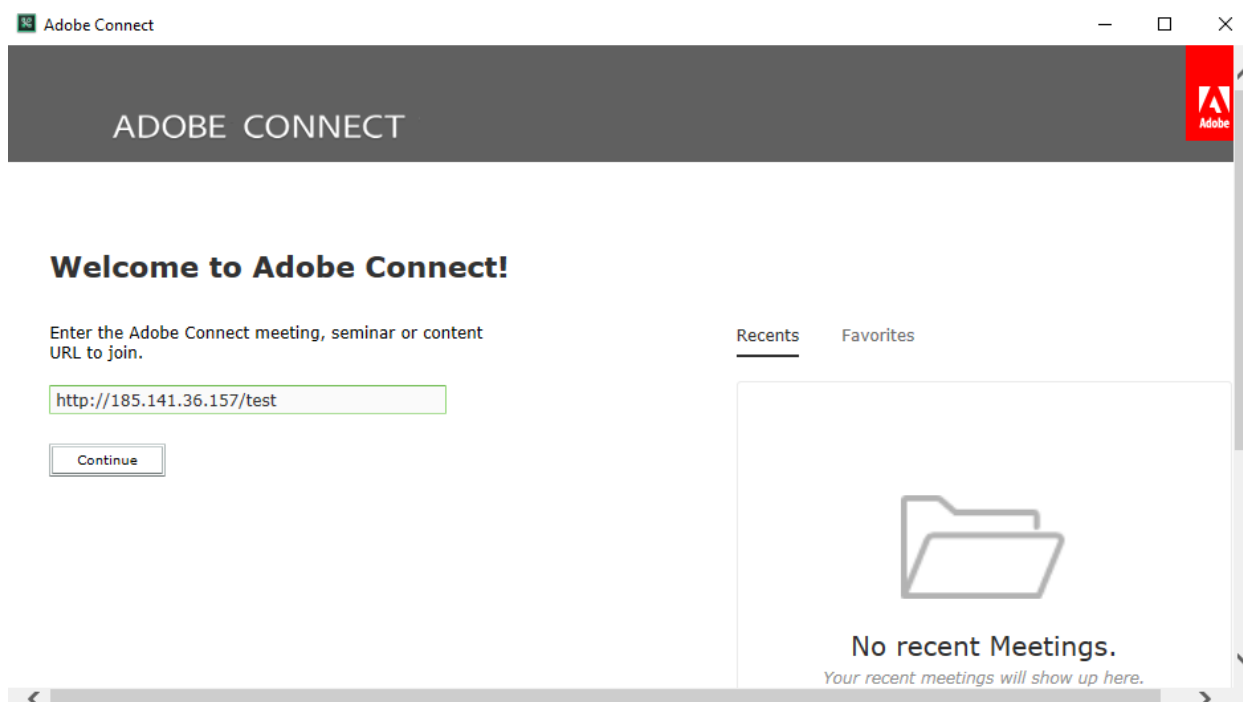 Adobe Connect
ADOBE CONNECT
Adobe
Welcome to Adobe Connect!
Enter the Adobe Connect meeting, seminar or content
URL to join.
http://185.141.36.157/test
Continue
Recents Favorites
No recent Meetings.
Your recent meetings will show up here.